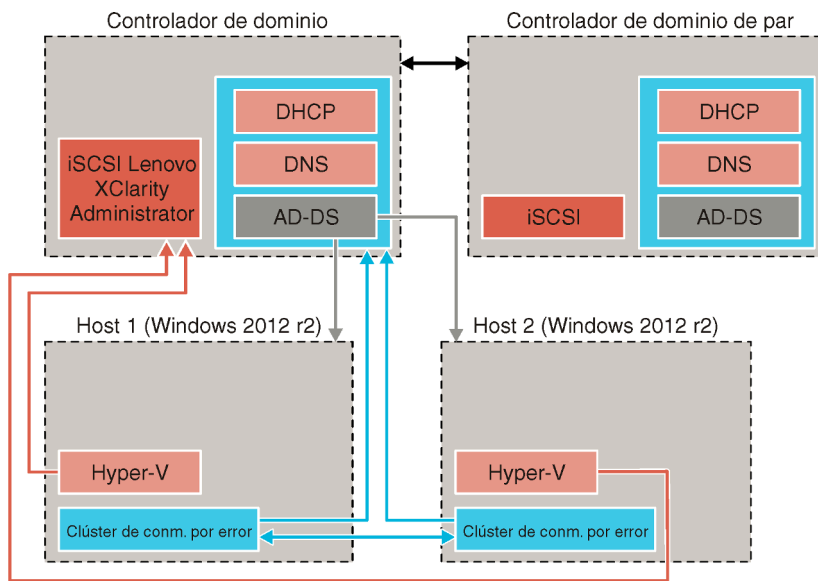 Controlador de dominio
Controlador de dominio de par
DHCP
DNS
AD-DS
iSCSI Lenovo
XClarity
Administrator
DHCP
DNS
AD-DS
iSCSI
Host 1 (Windows 2012 r2)
Host 2 (Windows 2012 r2)
Hyper-V
Hyper-V
Clúster de conm. por error
Clúster de conm. por error